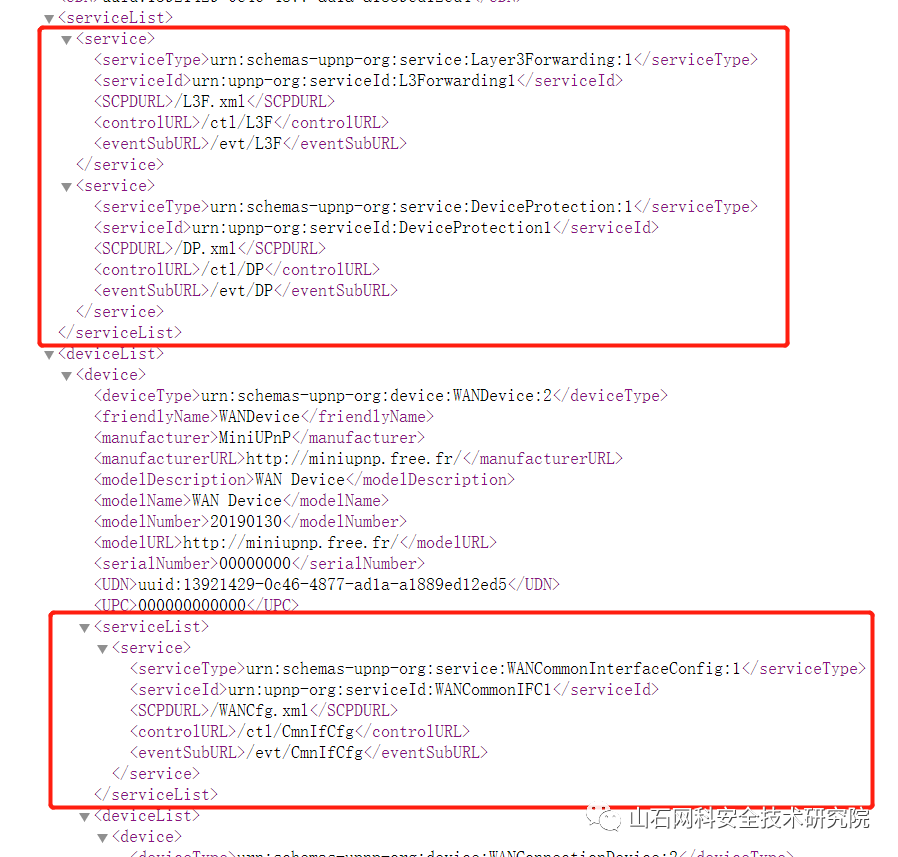 <serviceList>
<service>
<serviceType>urn:schemas-upnp-org:service:Layer3Forwarding:1</serviceType>
<serviceId>urn:upnp-org:serviceId:L3Forwarding1</serviceId>
<SCPDURL>/L3F.xml</SCPDURL>
<controlURL>/ctl/L3F</controlURL>
<eventSubURL>/evt/L3F</eventSubURL>
</service>
<service>
<serviceType>urn:schemas-upnp-org:service:DeviceProtection:1</serviceType>
<serviceId>urn:upnp-org:serviceId:DeviceProtection1</serviceId>
<SCPDURL>/DP.xml</SCPDURL>
<controlURL>/ctl/DP</controlURL>
<eventSubURL>/evt/DP</eventSubURL>
</service>
</serviceList>
<deviceList>
<device>
<deviceType>urn:schemas-upnp-org:device:WANDevice:2</deviceType>
<friendlyName>WANDevice</friendlyName>
<manufacturer>MiniUPnP</manufacturer>
<manufacturerURL>http://miniupnp.free.fr/</manufacturerURL>
<modelDescription>WAN Device</modelDescription>
<modelName>WAN Device</modelName>
<modelNumber>20190130</modelNumber>
<modelURL>http://miniupnp.free.fr/</modelURL>
<serialNumber>00000000</serialNumber>
<UDN>uuid:13921429-0c46-4877-ad1a-a1889ed12ed5</UDN>
<UPC>000000000000</UPC>
<serviceList>
<service>
<serviceType>urn:schemas-upnp-org:service:WANCommonInterfaceConfig:1</serviceType>
<serviceId>urn:upnp-org:serviceId:WANCommonIFC1</serviceId>
<SCPDURL>/WANCfg.xml</SCPDURL>
<controlURL>/ctl/CmnIfCfg</controlURL>
<eventSubURL>/evt/CmnIfCfg</eventSubURL>
</service>
</serviceList>
<deviceList>
<device>
山石网科安全技术研究院